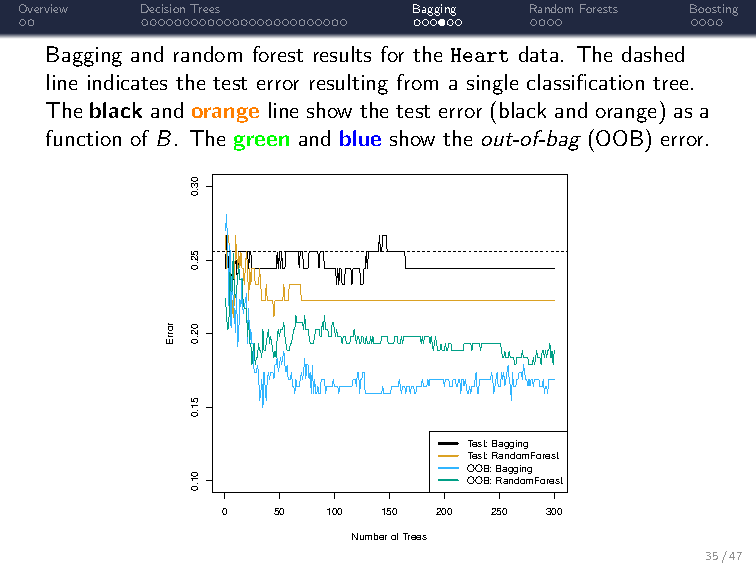 Overview Decision Trees Bagging Random Forests Boosting
Bagging and random forest results for the Heart data. The dashed
line indicates the test error resulting from a single classification tree.
The black and orange line show the test error (black and orange) as a
function of B. The green and blue show the out-of-bag (OOB) error.
0.30
0.25
0.20
0.15
0.10
Error
Test: Bagging
Test: RandomForest
OOB: Bagging
OOB: RandomForest
0 50 100 150 200 250 300
Number of Trees
35 / 47